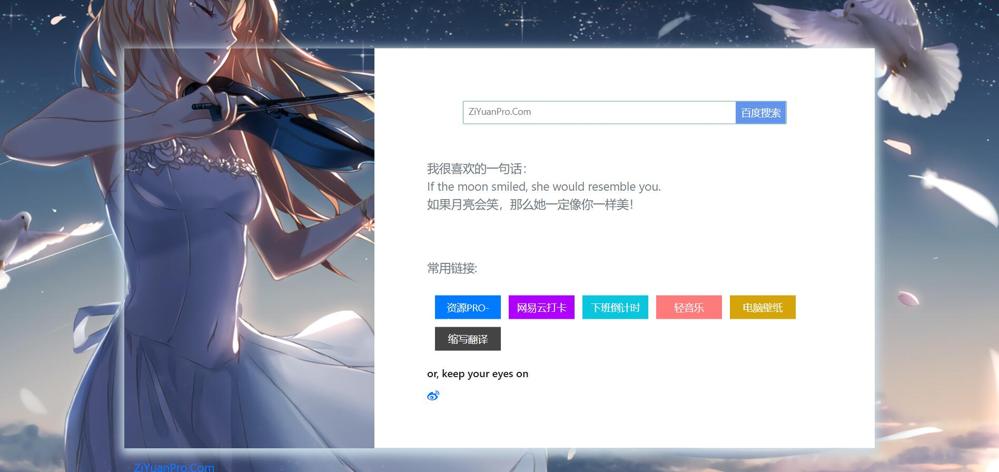 ZiYuanPro.Com 百度搜索
我很喜欢的一句话：
If the moon smiled, she would resemble you.
如果月亮会笑，那么她一定像你一样美！
常用链接:
资源PRO- 网易云打卡 下班倒计时 轻音乐 电脑壁纸
缩写翻译
or, keep your eyes on
ZiYuanPro.Com